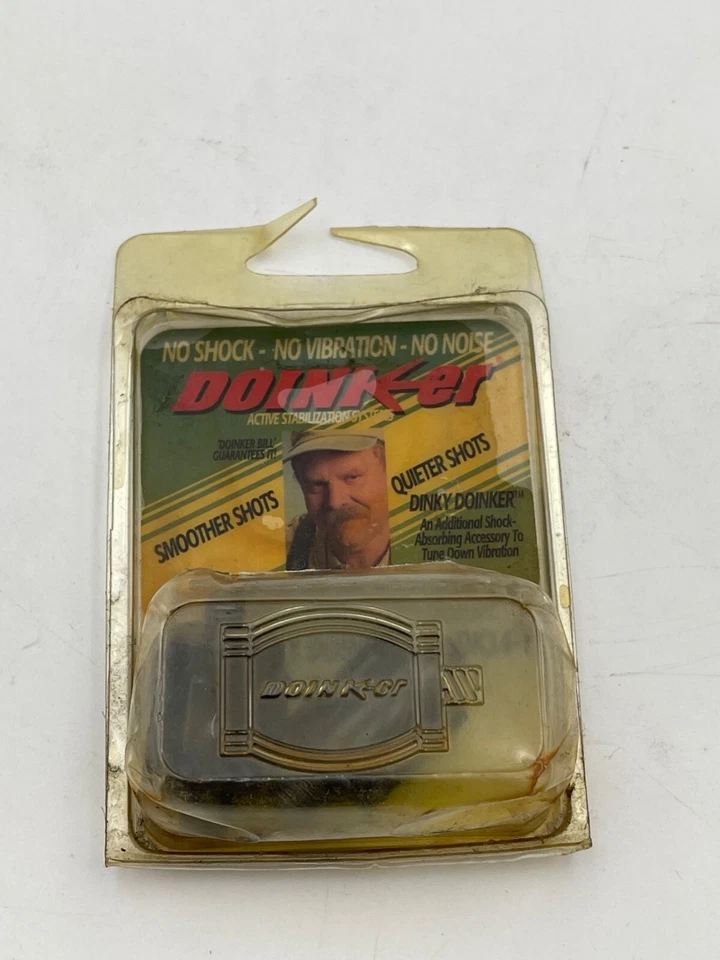 NO SHOCK - NO VIBRATION - NO NOISE
DOINKer
ACTIVE STABILIZATION SYSTEMS
'DOINKER BILL'
GUARANTEES IT!
SMOOTHER SHOTS
QUIETER SHOTS
DINKY DOINKER™
An Additional Shock-
Absorbing Accessory To
Tune Down Vibration
DOINKer